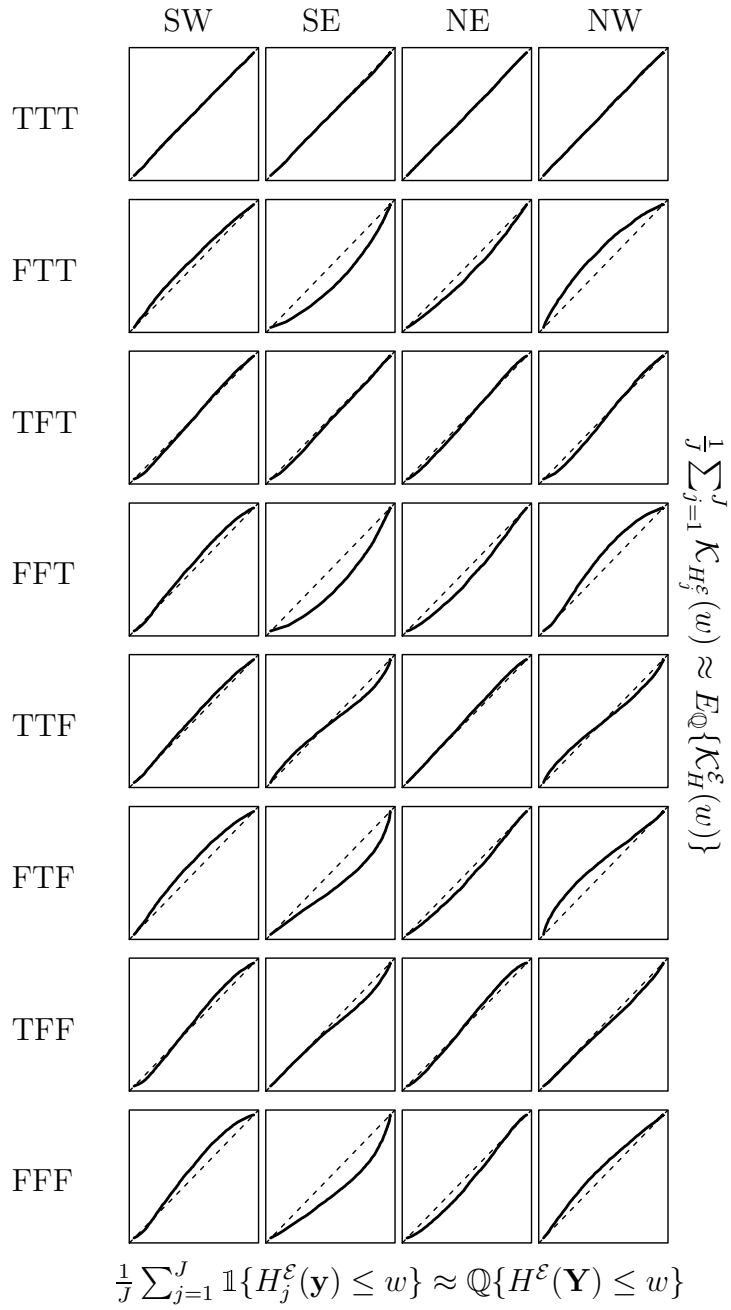 SW SE NE NW
TTT
FTT
TFT
FFT
TTF
FTF
TFF
FFF
$\frac{1}{J} \sum_{j=1}^{J} \mathcal{K}_{H_j^{\mathcal{E}}}(w) \approx E_{\mathbb{Q}}\{\mathcal{K}_H^{\mathcal{E}}(w)\}$
$\frac{1}{J} \sum_{j=1}^{J} \mathbb{1}\{H_j^{\mathcal{E}}(\mathbf{y}) \leq w\} \approx \mathbb{Q}\{H^{\mathcal{E}}(\mathbf{Y}) \leq w\}$